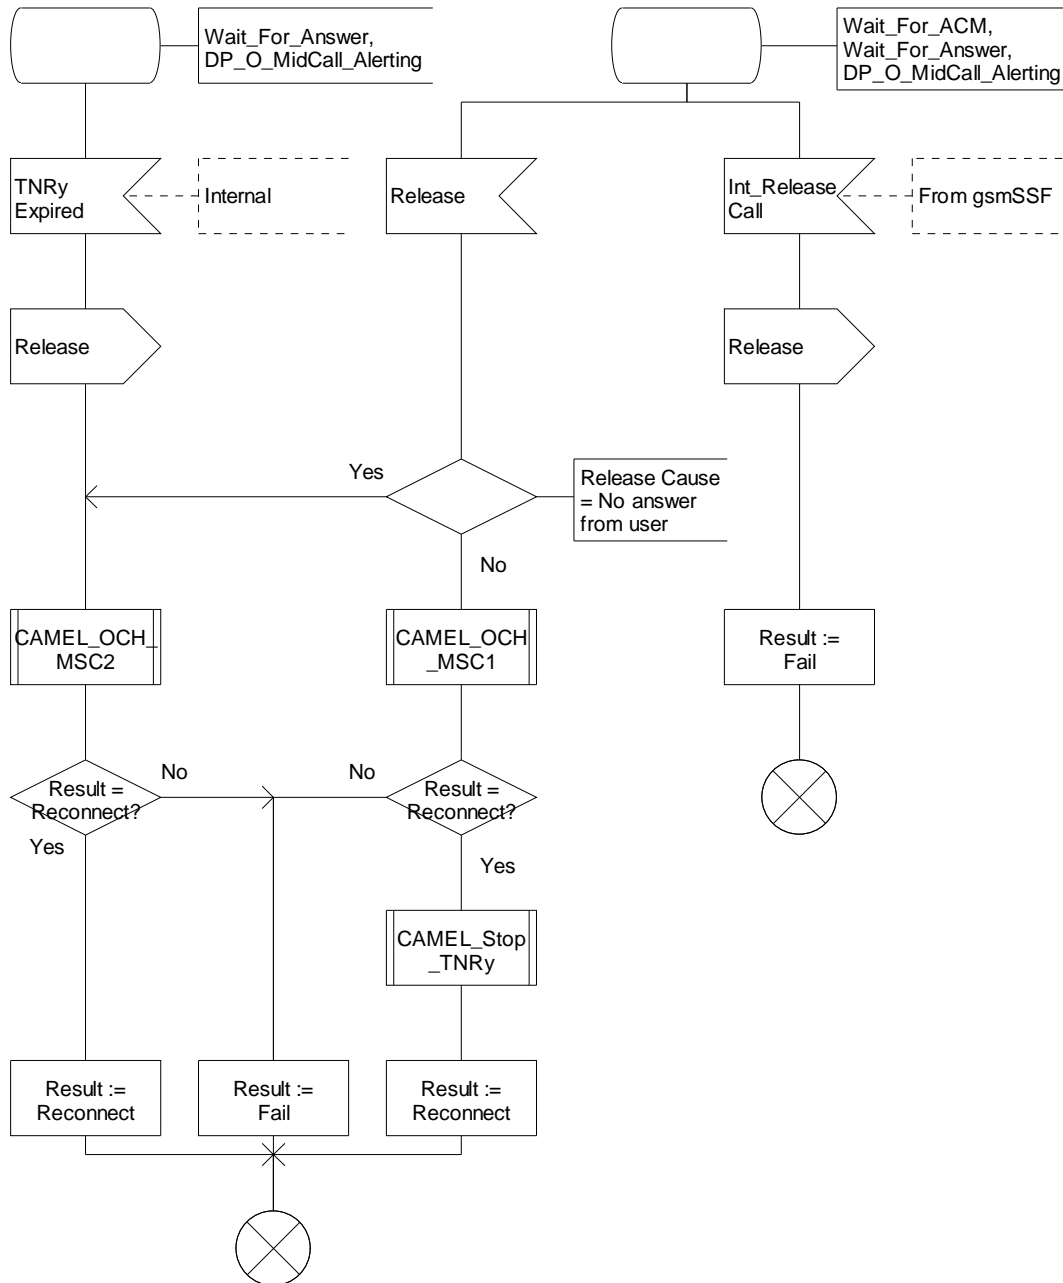 Wait_For_Answer,
DP_O_MidCall_Alerting
Wait_For_ACM,
Wait_For_Answer,
DP_O_MidCall_Alerting
TNRy
Expired
Internal
Release
Int_Release
Call
From gsmSSF
Release
Release
Yes
Release Cause
= No answer
from user
No
CAMEL_OCH_
MSC2
CAMEL_OCH
_MSC1
Result :=
Fail
Result =
Reconnect?
No
No
Result =
Reconnect?
Yes
Yes
CAMEL_Stop
_TNRy
Result :=
Reconnect
Result :=
Fail
Result :=
Reconnect